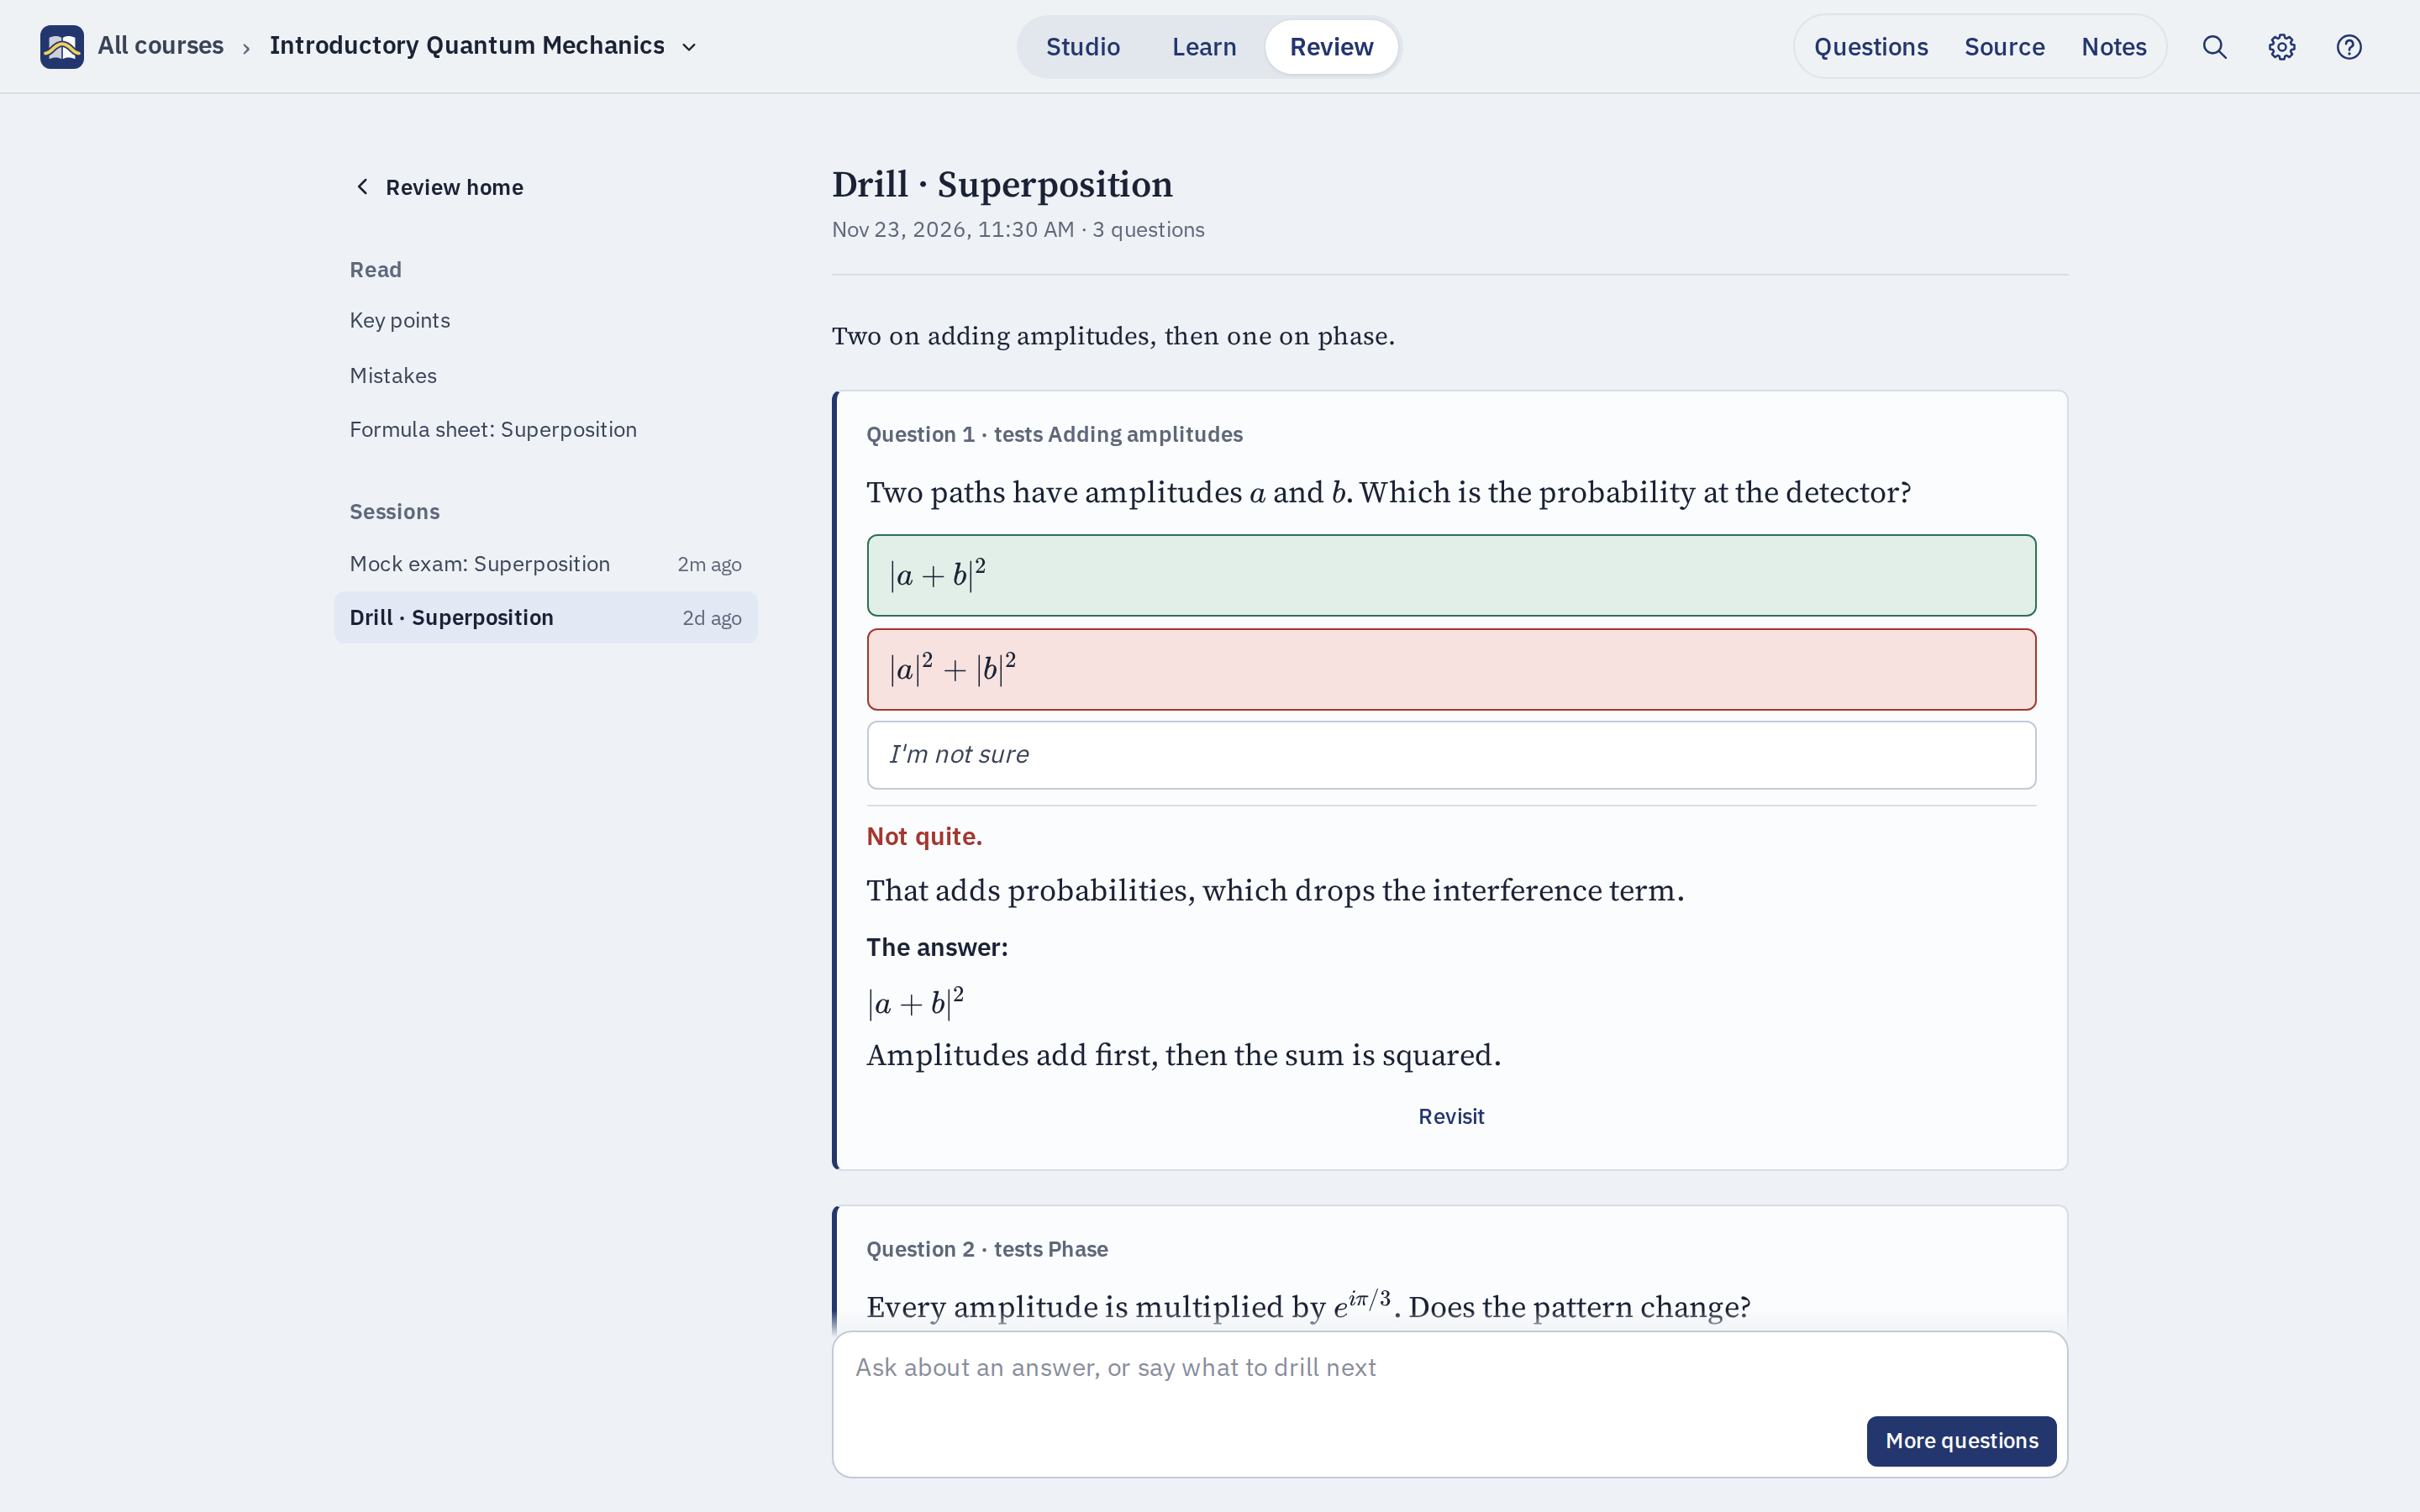 All courses › Introductory Quantum Mechanics
Studio Learn Review
Questions Source Notes
Review home
Read
Key points
Mistakes
Formula sheet: Superposition
Sessions
Mock exam: Superposition 2m ago
Drill · Superposition 2d ago
Drill · Superposition
Nov 23, 2026, 11:30 AM · 3 questions
Two on adding amplitudes, then one on phase.
Question 1 · tests Adding amplitudes
Two paths have amplitudes a and b. Which is the probability at the detector?
|a + b|²
|a|² + |b|²
I'm not sure
Not quite.
That adds probabilities, which drops the interference term.
The answer:
|a + b|²
Amplitudes add first, then the sum is squared.
Revisit
Question 2 · tests Phase
Every amplitude is multiplied by e^{iπ/3}. Does the pattern change?
Ask about an answer, or say what to drill next
More questions